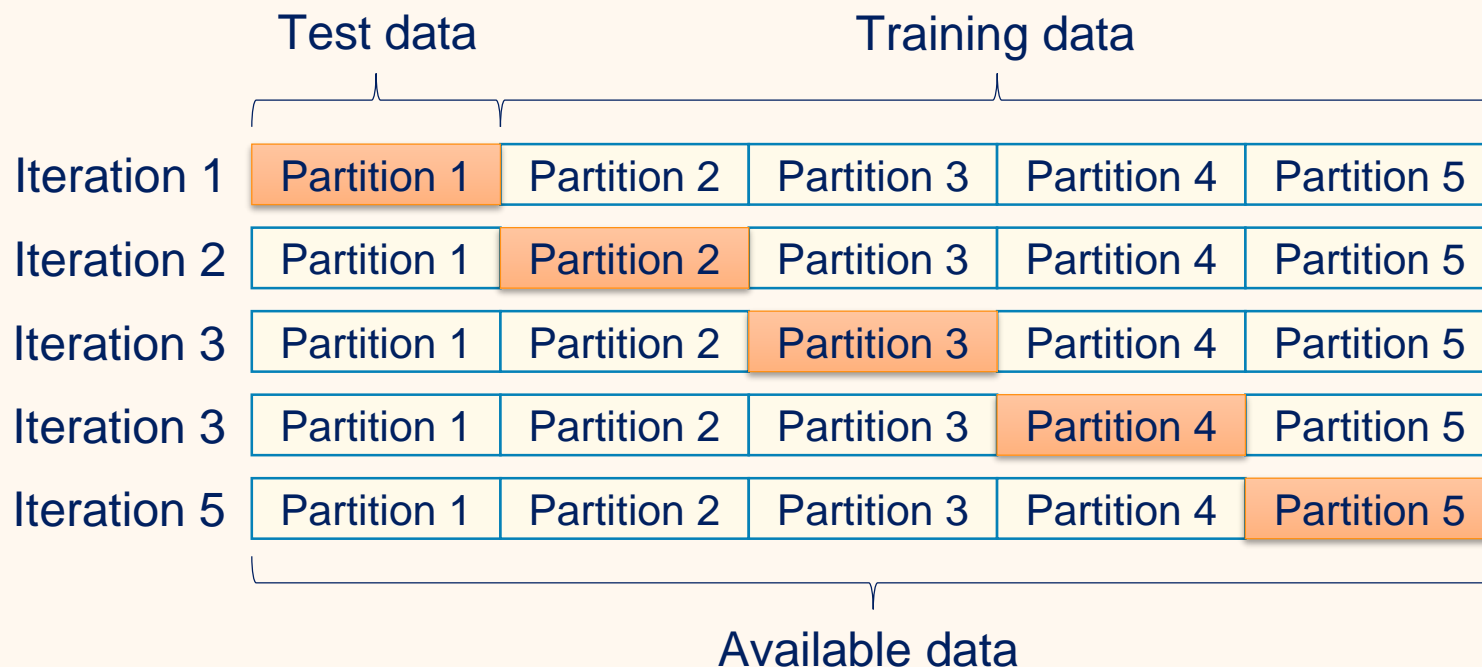 Test data Training data
Iteration 1 Partition 1 Partition 2 Partition 3 Partition 4 Partition 5
Iteration 2 Partition 1 Partition 2 Partition 3 Partition 4 Partition 5
Iteration 3 Partition 1 Partition 2 Partition 3 Partition 4 Partition 5
Iteration 3 Partition 1 Partition 2 Partition 3 Partition 4 Partition 5
Iteration 5 Partition 1 Partition 2 Partition 3 Partition 4 Partition 5
Available data